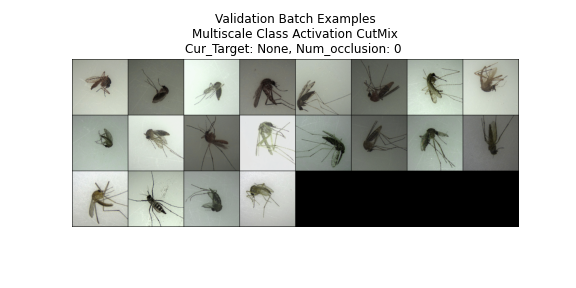 Validation Batch Examples
Multiscale Class Activation CutMix
Cur_Target: None, Num_occlusion: 0